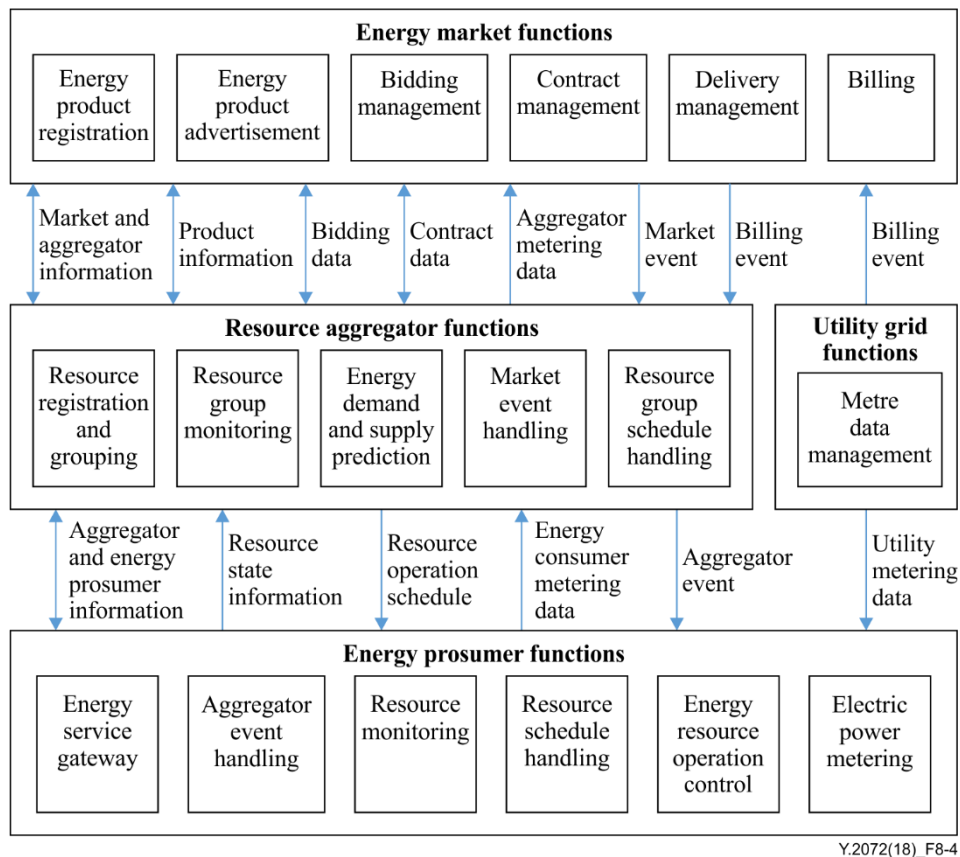 Energy market functions
Energy
product
registration
Energy
product
advertisement
Bidding
management
Contract
management
Delivery
management
Billing
Market and
aggregator
information
Product
information
Bidding
data
Contract
data
Aggregator
metering
data
Market
event
Billing
event
Billing
event
Resource aggregator functions
Resource
registration
and
grouping
Resource
group
monitoring
Energy
demand
and supply
prediction
Market
event
handling
Resource
group
schedule
handling
Utility grid
functions
Metre
data
management
Aggregator
and energy
prosumer
information
Resource
state
information
Resource
operation
schedule
Energy
consumer
metering
data
Aggregator
event
Utility
metering
data
Energy prosumer functions
Energy
service
gateway
Aggregator
event
handling
Resource
monitoring
Resource
schedule
handling
Energy
resource
operation
control
Electric
power
metering
Y.2072(18)_F8-4